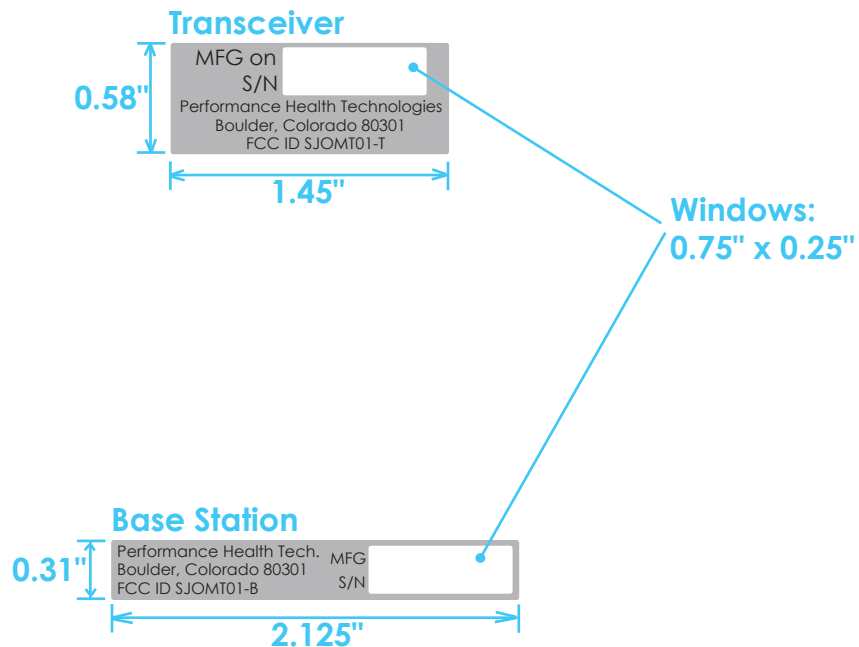 Transceiver
MFG on
S/N
0.58"
Performance Health Technologies
Boulder, Colorado 80301
FCC ID SJOMT01-T
1.45"
Windows:
0.75" x 0.25"
Base Station
0.31"
Performance Health Tech.
Boulder, Colorado 80301
FCC ID SJOMT01-B
MFG
S/N
2.125"